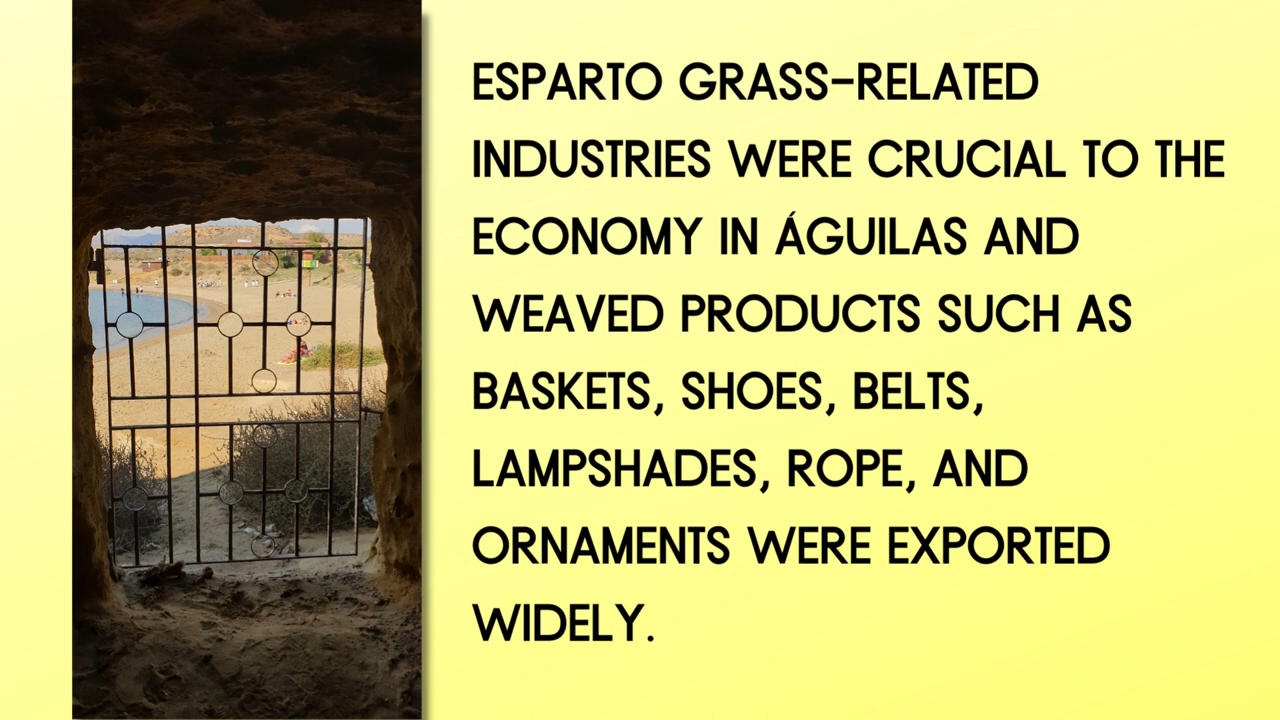 ESPARTO GRASS-RELATED
INDUSTRIES WERE CRUCIAL TO THE
ECONOMY IN ÁGUILAS AND
WEAVED PRODUCTS SUCH AS
BASKETS, SHOES, BELTS,
LAMPSHADES, ROPE, AND
ORNAMENTS WERE EXPORTED
WIDELY.